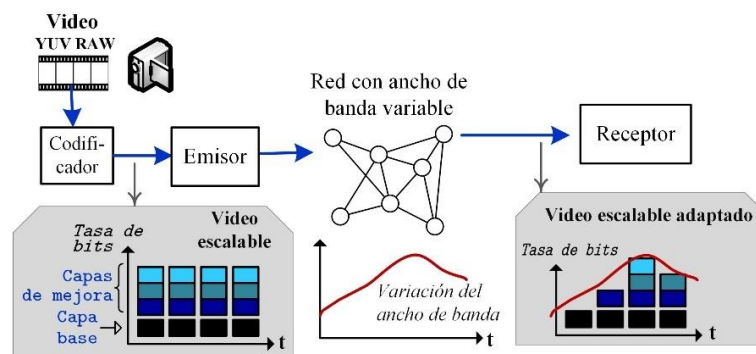 Video
YUV RAW
Codifi-
cador
Emisor
Red con ancho de
banda variable
Receptor
Video
escalable
Tasa de
bits
Capas
de mejora
Capa
base
t
Variación del
ancho de banda
t
Video escalable adaptado
Tasa de bits
t